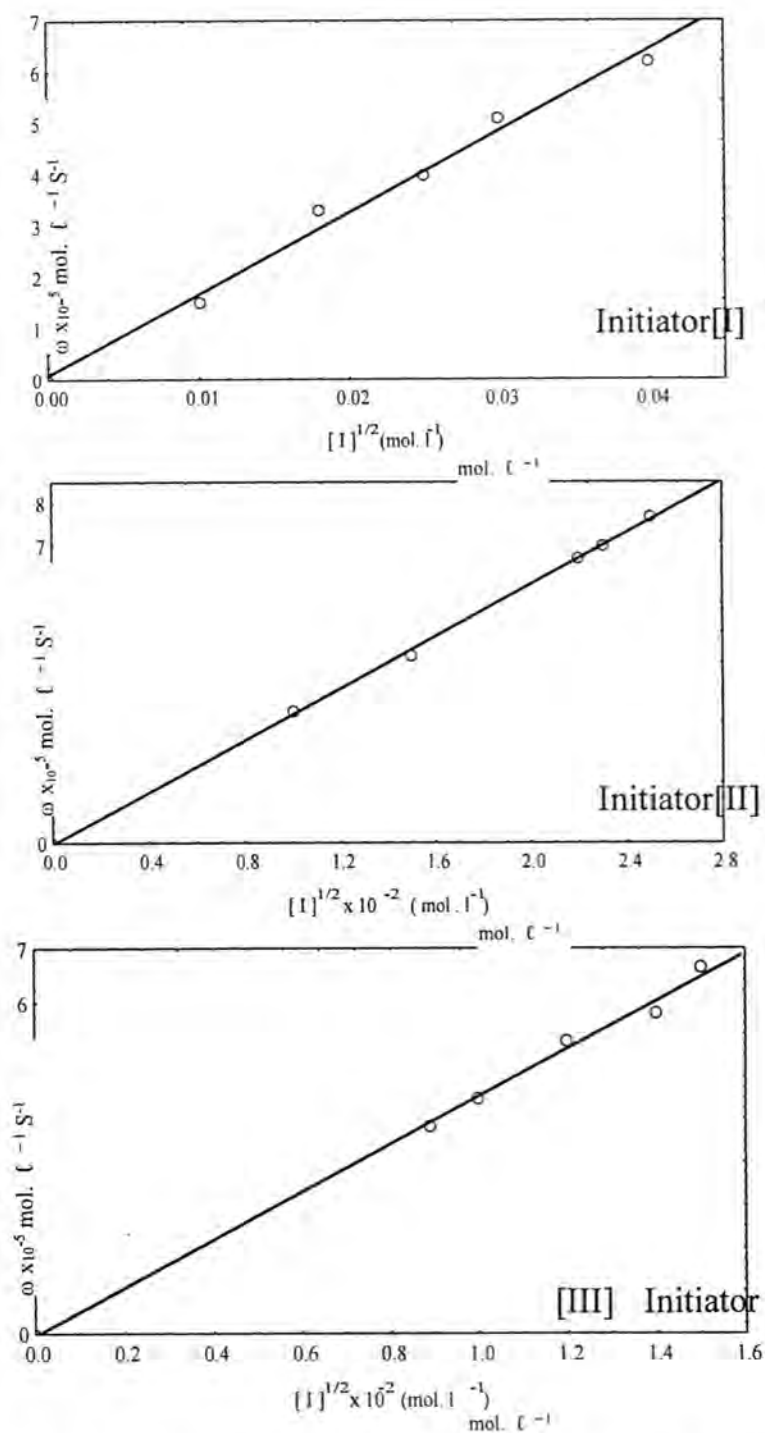 7
6
5
4
3
2
1
0
ω x10-5 mol. ℓ -1 S-1
Initiator[I]
0.00 0.01 0.02 0.03 0.04
[I]1/2(mol. l-1)
mol. ℓ -1
8
7
0
ω x10-5 mol. ℓ -1 S-1
Initiator[II]
0.0 0.4 0.8 1.2 1.6 2.0 2.4 2.8
[I]1/2 x 10-2 (mol. l-1)
mol. ℓ -1
7
6
0
ω x10-5 mol. ℓ -1 S-1
[III] Initiator
0.0 0.2 0.4 0.6 0.8 1.0 1.2 1.4 1.6
[I]1/2 x 10-2 (mol. l -1)
mol. ℓ -1